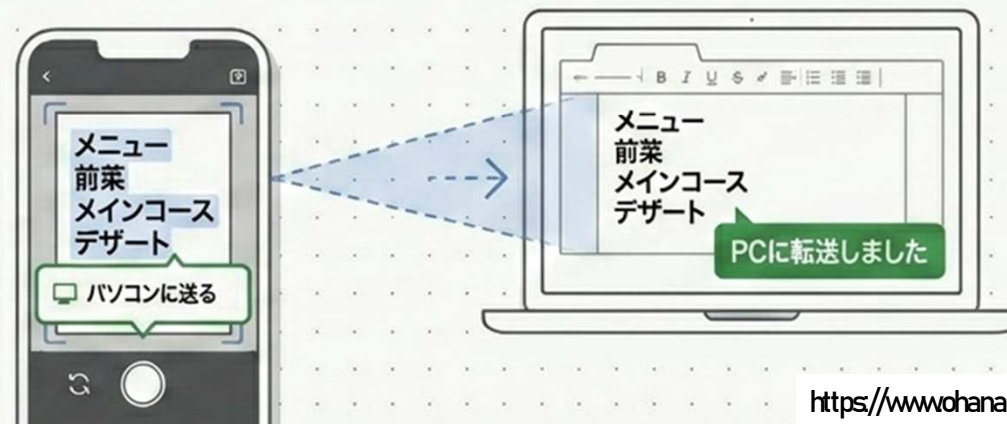 メニュー
前菜
メインコース
デザート
パソコンに送る
B I U S
メニュー
前菜
メインコース
デザート
PCに転送しました
https://www.ohana